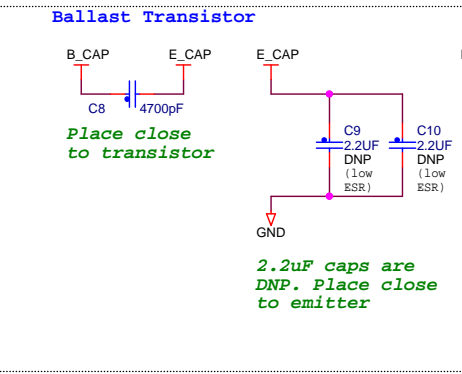 Ballast Transistor
B_CAP
E_CAP
E_CAP
C8
4700pF
Place close
to transistor
C9
2.2UF
DNP
(low
ESR)
C10
2.2UF
DNP
(low
ESR)
GND
2.2uF caps are
DNP. Place close
to emitter